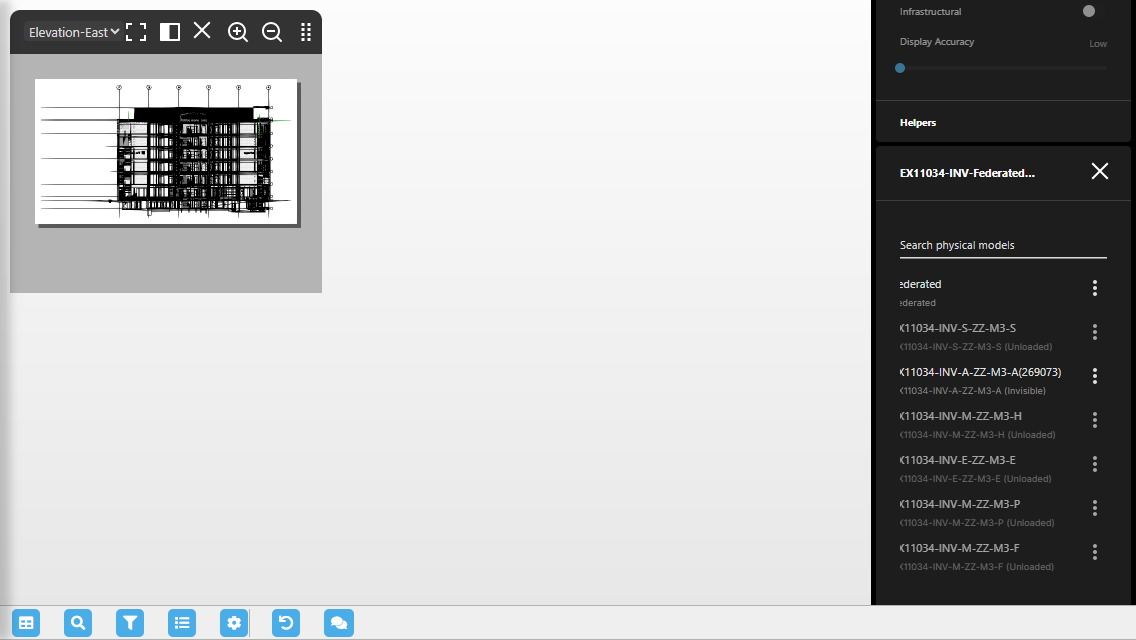 Elevation-East
Infrastructural
Display Accuracy
Low
Helpers
EX11034-INV-Federated...
Search physical models
ederated
ederated
X11034-INV-S-ZZ-M3-S
X11034-INV-S-ZZ-M3-S (Unloaded)
X11034-INV-A-ZZ-M3-A(269073)
X11034-INV-A-ZZ-M3-A (Invisible)
X11034-INV-M-ZZ-M3-H
X11034-INV-M-ZZ-M3-H (Unloaded)
X11034-INV-E-ZZ-M3-E
X11034-INV-E-ZZ-M3-E (Unloaded)
X11034-INV-M-ZZ-M3-P
X11034-INV-M-ZZ-M3-P (Unloaded)
X11034-INV-M-ZZ-M3-F
X11034-INV-M-ZZ-M3-F (Unloaded)